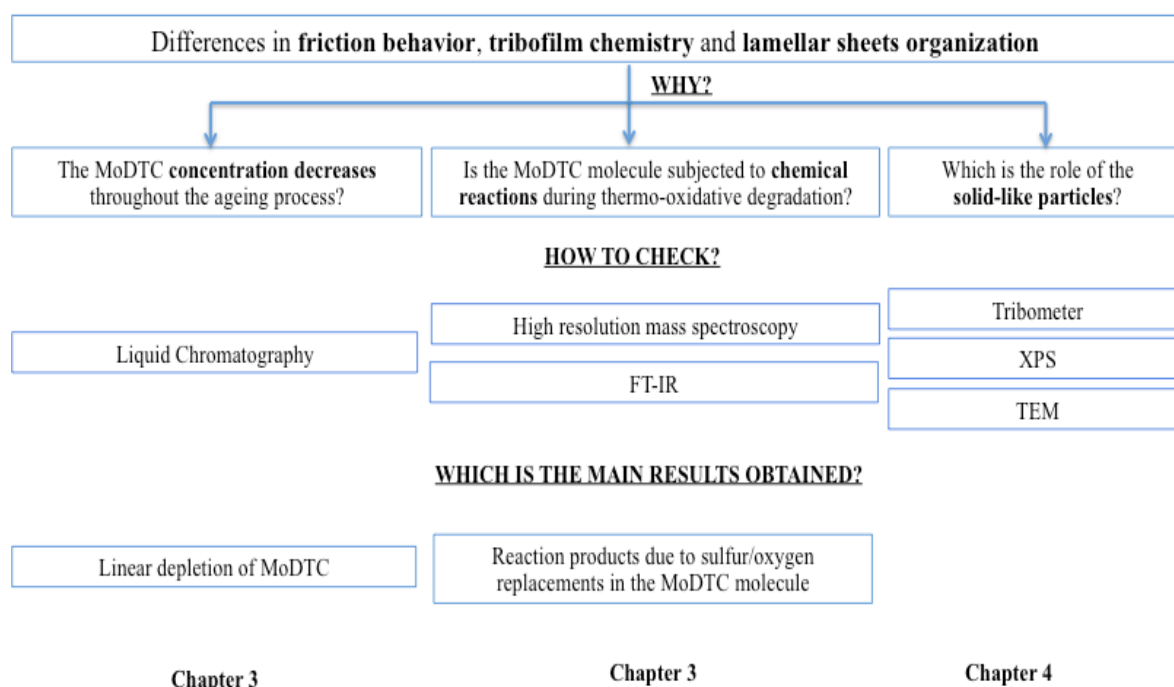 Differences in friction behavior, tribofilm chemistry and lamellar sheets organization
WHY?
The MoDTC concentration decreases
throughout the ageing process?
Is the MoDTC molecule subjected to chemical
reactions during thermo-oxidative degradation?
Which is the role of the
solid-like particles?
HOW TO CHECK?
Liquid Chromatography
High resolution mass spectroscopy
FT-IR
Tribometer
XPS
TEM
WHICH IS THE MAIN RESULTS OBTAINED?
Linear depletion of MoDTC
Reaction products due to sulfur/oxygen
replacements in the MoDTC molecule
Chapter 3
Chapter 3
Chapter 4